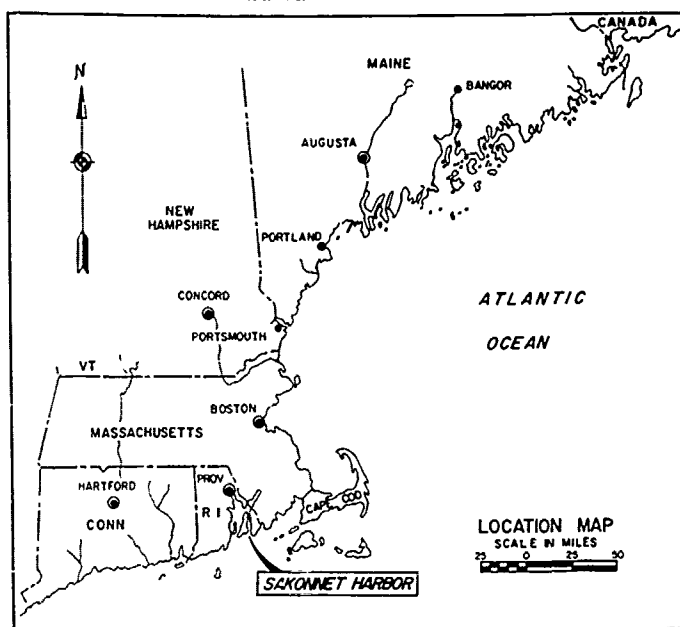 CANADA
N
MAINE
BANGOR
AUGUSTA
NEW
HAMPSHIRE
PORTLAND
CONCORD
PORTSMOUTH
ATLANTIC
OCEAN
VT
BOSTON
MASSACHUSETTS
HARTFORD
CONN
PROV
R I
CAPE COD
LOCATION MAP
SCALE IN MILES
25 0 25 50
SAKONNET HARBOR